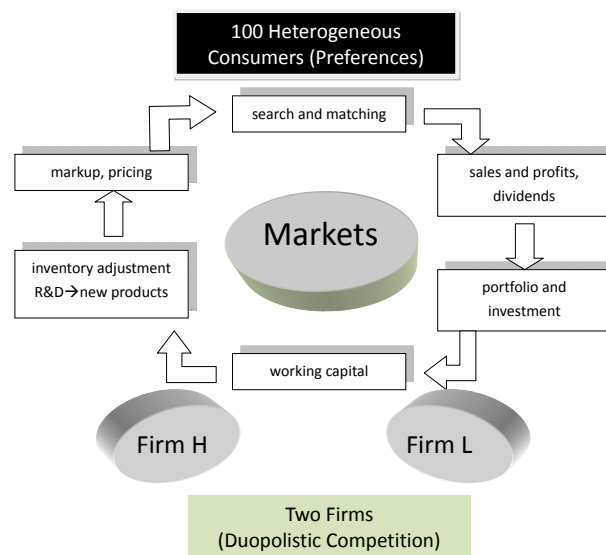 100 Heterogeneous
Consumers (Preferences)
search and matching
markup, pricing
sales and profits,
dividends
Markets
inventory adjustment
R&D→new products
portfolio and
investment
working capital
Firm H
Firm L
Two Firms
(Duopolistic Competition)